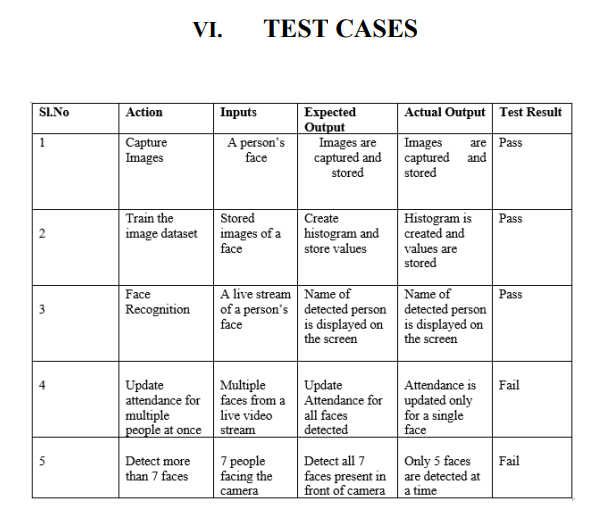 VI. TEST CASES
Sl.No Action Inputs Expected Output Actual Output Test Result
1 Capture Images A person's face Images are captured and stored Images are captured and stored Pass
2 Train the image dataset Stored images of a face Create histogram and store values Histogram is created and values are stored Pass
3 Face Recognition A live stream of a person's face Name of detected person is displayed on the screen Name of detected person is displayed on the screen Pass
4 Update attendance for multiple people at once Multiple faces from a live video stream Update Attendance for all faces detected Attendance is updated only for a single face Fail
5 Detect more than 7 faces 7 people facing the camera Detect all 7 faces present in front of camera Only 5 faces are detected at a time Fail